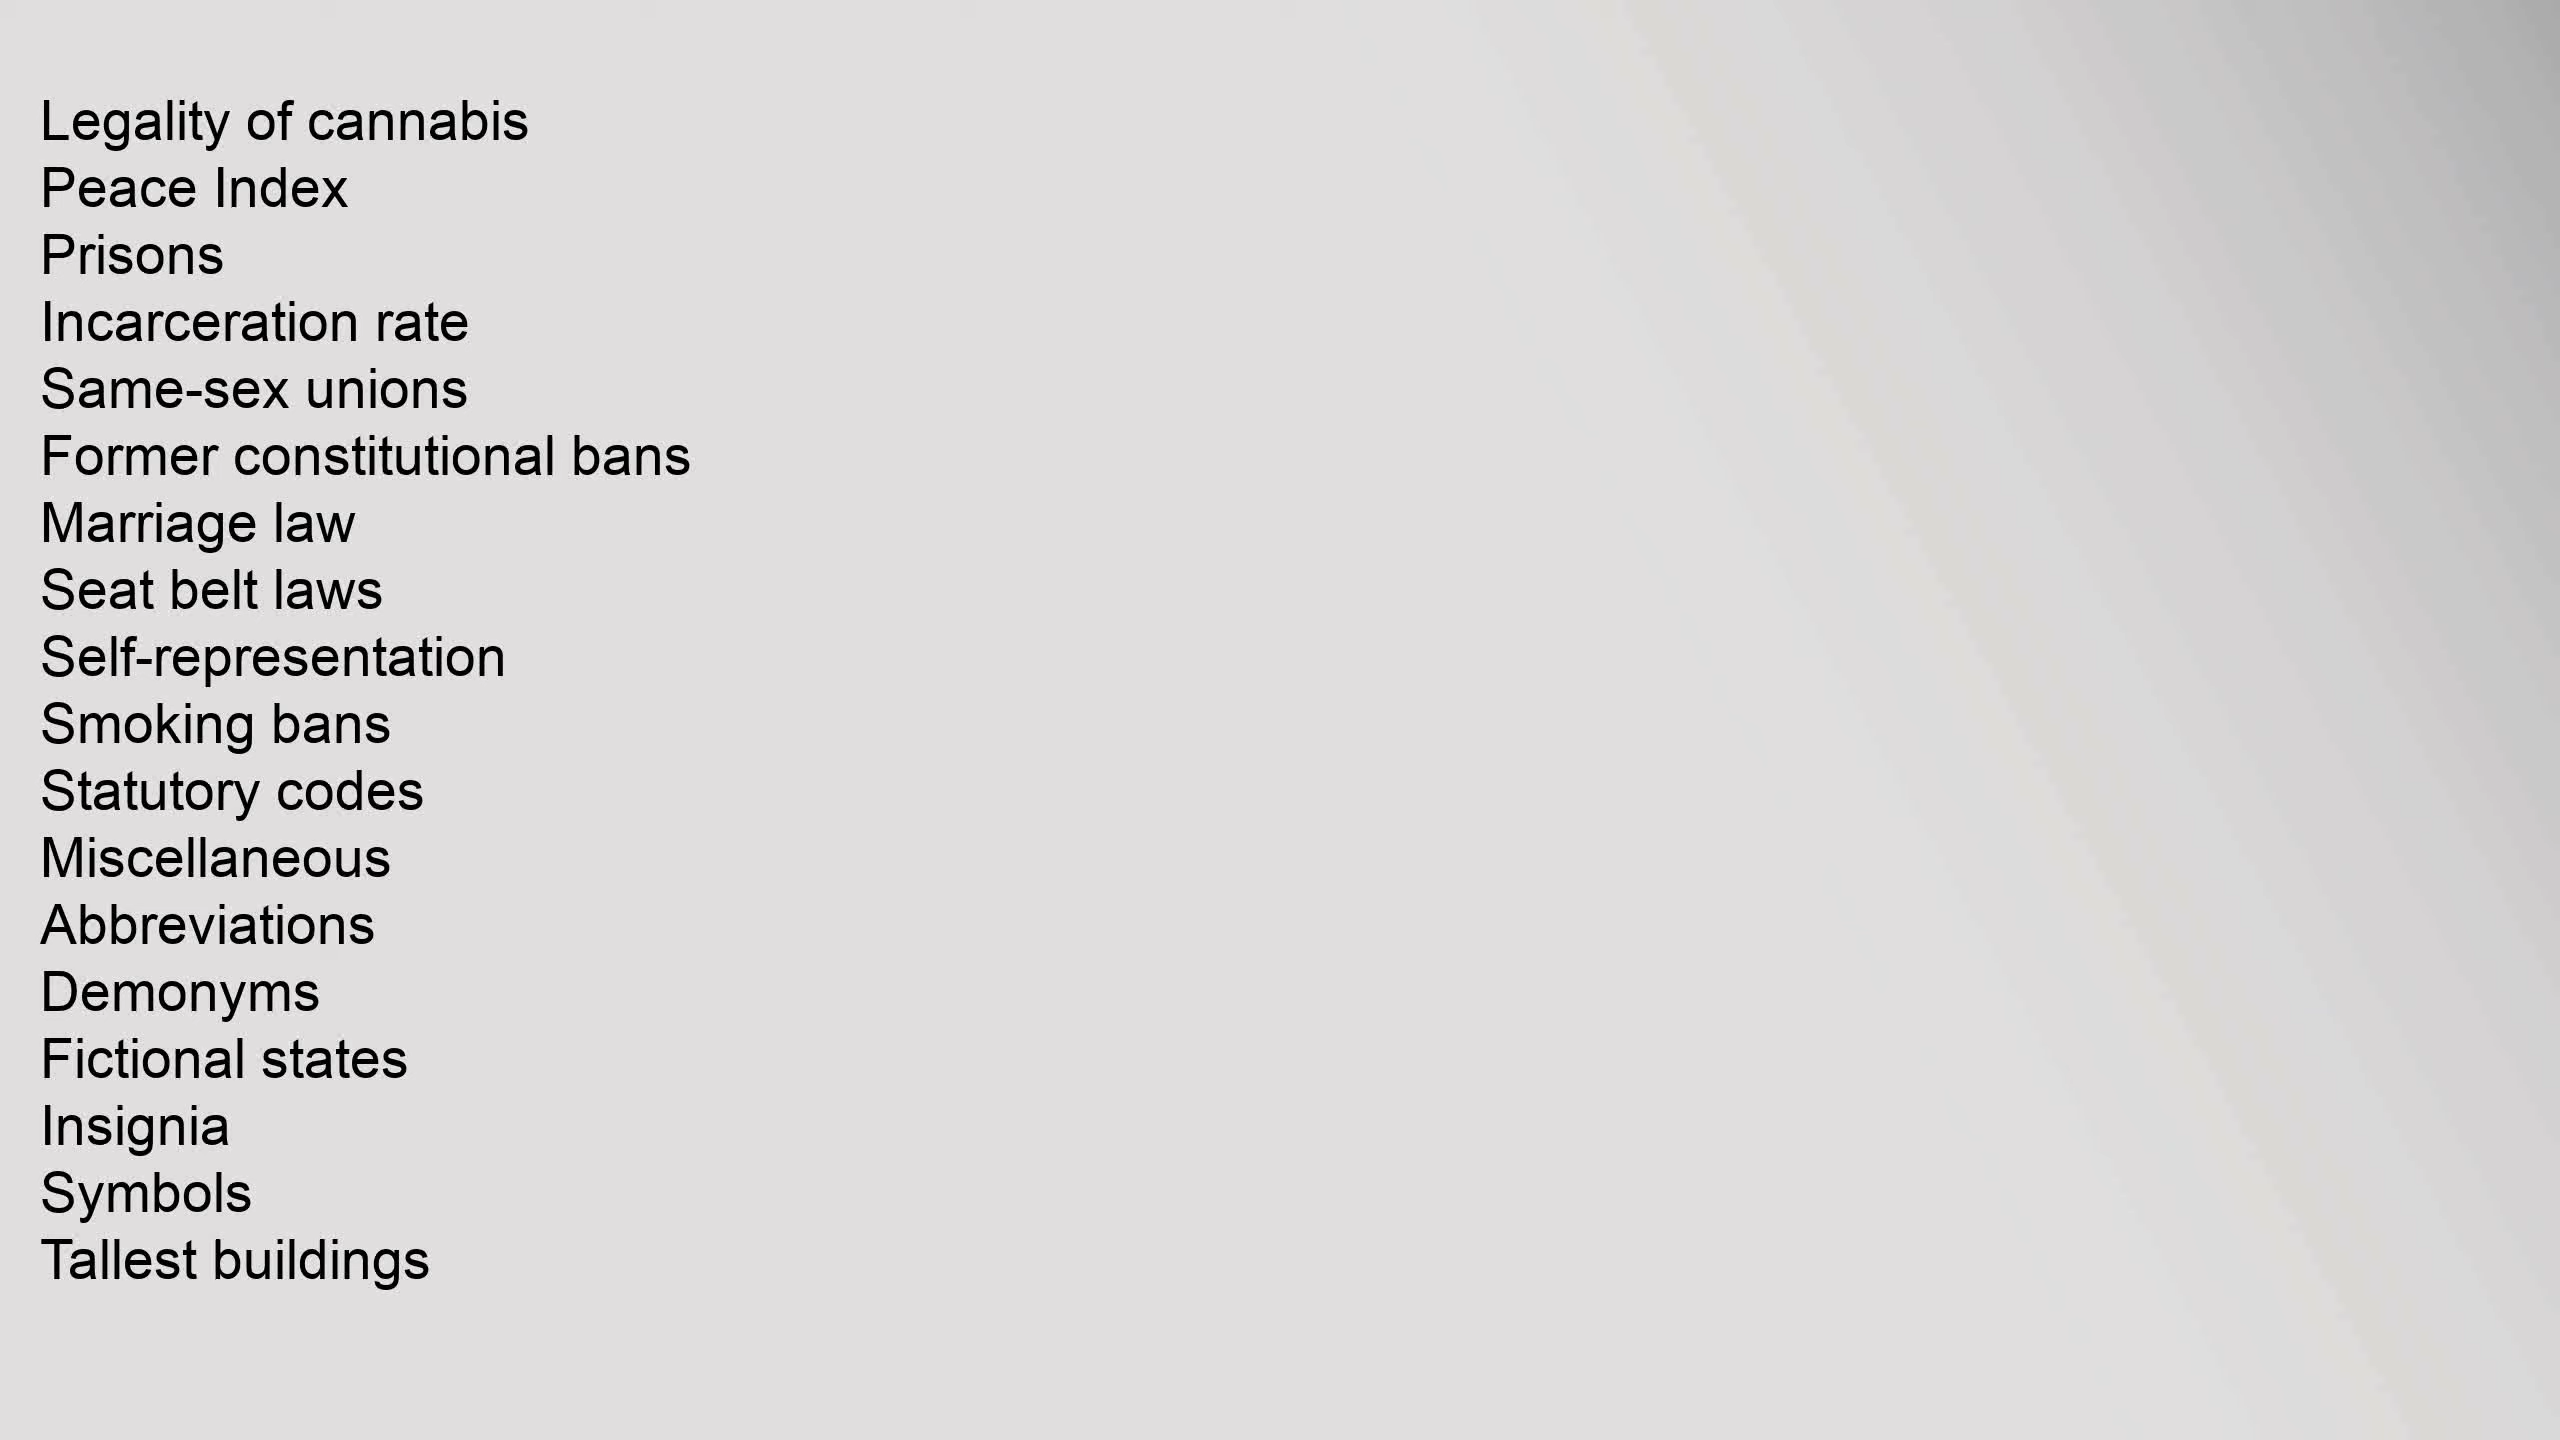 Legality of cannabis
Peace Index
Prisons
Incarceration rate
Same-sex unions
Former constitutional bans
Marriage law
Seat belt laws
Self-representation
Smoking bans
Statutory codes
Miscellaneous
Abbreviations
Demonyms
Fictional states
Insignia
Symbols
Tallest buildings